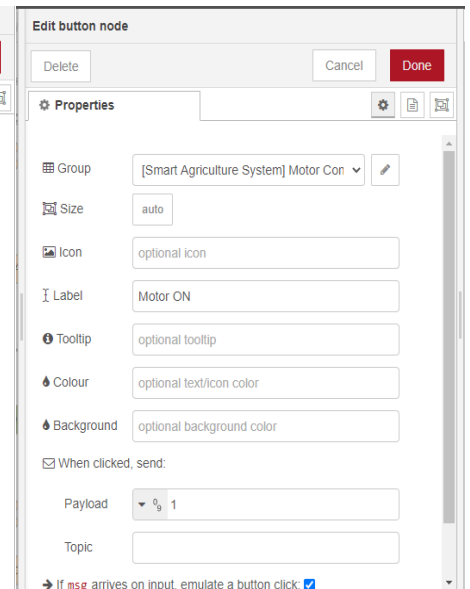 Edit button node
Delete Cancel Done
Properties
Group [Smart Agriculture System] Motor Con
Size auto
Icon optional icon
Label Motor ON
Tooltip optional tooltip
Colour optional text/icon color
Background optional background color
When clicked, send:
Payload 0 9 1
Topic
➔ If msg arrives on input, emulate a button click: